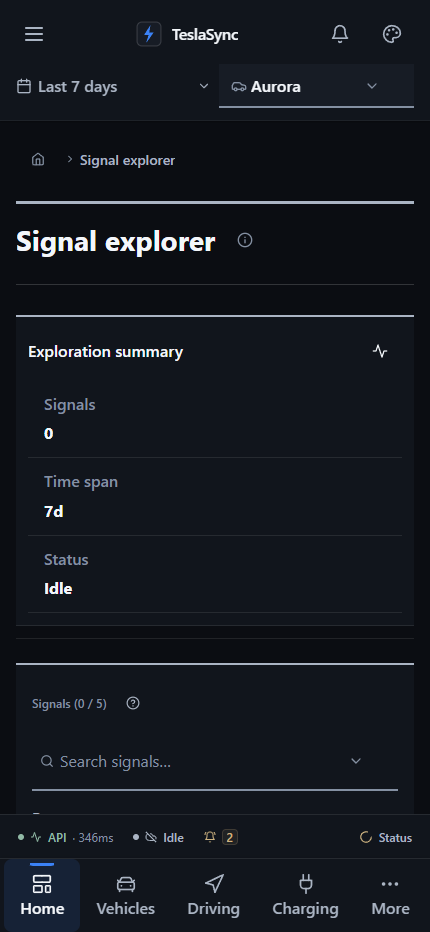 TeslaSync
Last 7 days
Aurora
Signal explorer
Signal explorer
Exploration summary
Signals
0
Time span
7d
Status
Idle
Signals (0 / 5)
Search signals...
API · 346ms
Idle
2
Status
Home
Vehicles
Driving
Charging
More